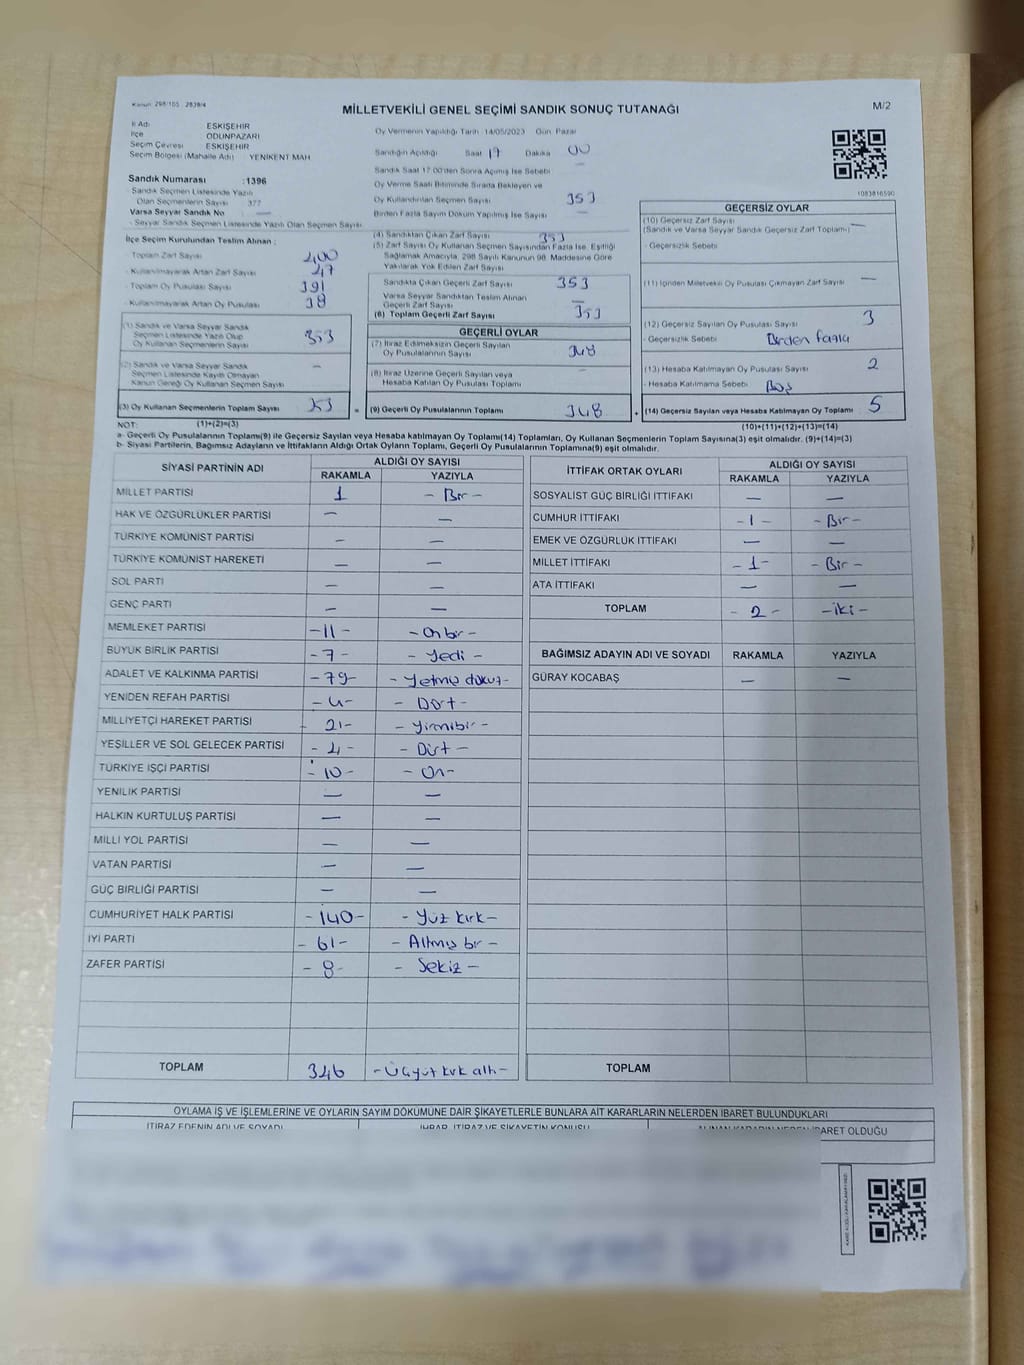 Kanun 298/105 2839/4
MİLLETVEKİLİ GENEL SEÇİMİ SANDIK SONUÇ TUTANAĞI
M/2
İl Adı ESKİŞEHİR
İlçe ODUNPAZARI
Seçim Çevresi ESKİŞEHİR
Seçim Bölgesi (Mahalle Adı) YENİKENT MAH
Sandık Numarası :1396
Sandık Seçmen Listesinde Yazılı
Olan Seçmenlerin Sayısı 377
Varsa Seyyar Sandık No —
- Seyyar Sandık Seçmen Listesinde Yazılı Olan Seçmen Sayısı
Oy Vermenin Yapıldığı Tarih 14/05/2023 Gün Pazar
Sandığın Açıldığı Saat 17 Dakika 00
Sandık Saat 17:00'den Sonra Açılmış İse Sebebi —
Oy Verme Saati Bitiminde Sırada Bekleyen ve
Oy Kullandırılan Seçmen Sayısı 353
Birden Fazla Sayım Döküm Yapılmış İse Sayısı —
1083816590
İlçe Seçim Kurulundan Teslim Alınan :
- Toplam Zarf Sayısı 400
- Kullanılmayarak Artan Zarf Sayısı 47
- Toplam Oy Pusulası Sayısı 391
- Kullanılmayarak Artan Oy Pusulası 38
(1) Sandık ve Varsa Seyyar Sandık
Seçmen Listesinde Yazılı Olup
Oy Kullanan Seçmenlerin Sayısı 353
(2) Sandık ve Varsa Seyyar Sandık
Seçmen Listesinde Kayıtlı Olmayan
Kanun Gereği Oy Kullanan Seçmen Sayısı —
(3) Oy Kullanan Seçmenlerin Toplam Sayısı 353
(1)+(2)=(3)
(4) Sandıktan Çıkan Zarf Sayısı 353
(5) Zarf Sayısı Oy Kullanan Seçmen Sayısından Fazla İse, Eşitliği
Sağlamak Amacıyla, 298 Sayılı Kanunun 98. Maddesine Göre
Yakılarak Yok Edilen Zarf Sayısı
Sandıkta Çıkan Geçerli Zarf Sayısı 353
Varsa Seyyar Sandıktan Teslim Alınan
Geçerli Zarf Sayısı —
(6) Toplam Geçerli Zarf Sayısı 353
GEÇERLİ OYLAR
(7) İtiraz Edilmeksizin Geçerli Sayılan
Oy Pusulalarının Sayısı 348
(8) İtiraz Üzerine Geçerli Sayılan veya
Hesaba Katılan Oy Pusulası Toplamı —
= (9) Geçerli Oy Pusulalarının Toplamı 348
GEÇERSİZ OYLAR
(10) Geçersiz Zarf Sayısı
(Sandık ve Varsa Seyyar Sandık Geçersiz Zarf Toplamı) —
- Geçersizlik Sebebi
(11) İçinden Milletvekili Oy Pusulası Çıkmayan Zarf Sayısı —
(12) Geçersiz Sayılan Oy Pusulası Sayısı 3
- Geçersizlik Sebebi Birden fazla
(13) Hesaba Katılmayan Oy Pusulası Sayısı 2
- Hesaba Katılmama Sebebi Boş
+ (14) Geçersiz Sayılan veya Hesaba Katılmayan Oy Toplamı 5
(10)+(11)+(12)+(13)=(14)
NOT:
a- Geçerli Oy Pusulalarının Toplamı(9) ile Geçersiz Sayılan veya Hesaba katılmayan Oy Toplamı(14) Toplamları, Oy Kullanan Seçmenlerin Toplam Sayısına(3) eşit olmalıdır. (9)+(14)=(3)
b- Siyasi Partilerin, Bağımsız Adayların ve İttifakların Aldığı Ortak Oyların Toplamı, Geçerli Oy Pusulalarının Toplamına(9) eşit olmalıdır.
SİYASİ PARTİNİN ADI ALDIĞI OY SAYISI
RAKAMLA YAZIYLA
MİLLET PARTİSİ 1 - Bir -
HAK VE ÖZGÜRLÜKLER PARTİSİ — —
TÜRKİYE KOMÜNİST PARTİSİ — —
TÜRKİYE KOMÜNİST HAREKETİ — —
SOL PARTİ — —
GENÇ PARTİ — —
MEMLEKET PARTİSİ -11- - On bir -
BÜYÜK BİRLİK PARTİSİ -7- - Yedi -
ADALET VE KALKINMA PARTİSİ -79- - Yetmiş dokuz-
YENİDEN REFAH PARTİSİ -4- - Dört -
MİLLİYETÇİ HAREKET PARTİSİ - 21- - Yirmibir -
YEŞİLLER VE SOL GELECEK PARTİSİ - 4- - Dört -
TÜRKİYE İŞÇİ PARTİSİ - 10- - On-
YENİLİK PARTİSİ — —
HALKIN KURTULUŞ PARTİSİ — —
MİLLİ YOL PARTİSİ — —
VATAN PARTİSİ — —
GÜÇ BİRLİĞİ PARTİSİ — —
CUMHURİYET HALK PARTİSİ -140- - Yüz kırk-
İYİ PARTİ - 61- - Altmış bir -
ZAFER PARTİSİ - 8- - Sekiz -
TOPLAM 346 -Üçyüz kırk altı-
İTTİFAK ORTAK OYLARI ALDIĞI OY SAYISI
RAKAMLA YAZIYLA
SOSYALİST GÜÇ BİRLİĞİ İTTİFAKI — —
CUMHUR İTTİFAKI -1- -Bir-
EMEK VE ÖZGÜRLÜK İTTİFAKI — —
MİLLET İTTİFAKI -1- -Bir-
ATA İTTİFAKI — —
TOPLAM - 2- -iki-
BAĞIMSIZ ADAYIN ADI VE SOYADI RAKAMLA YAZIYLA
GÜRAY KOCABAŞ — —
TOPLAM
OYLAMA İŞ VE İŞLEMLERİNE VE OYLARIN SAYIM DÖKÜMÜNE DAİR ŞİKAYETLERLE BUNLARA AİT KARARLARIN NELERDEN İBARET BULUNDUKLARI
İTİRAZ EDENİN ADI VE SOYADI İHBAR, İTİRAZ VE ŞİKAYETİN KONUSU ALINAN KARARIN NEDEN İBARET OLDUĞU